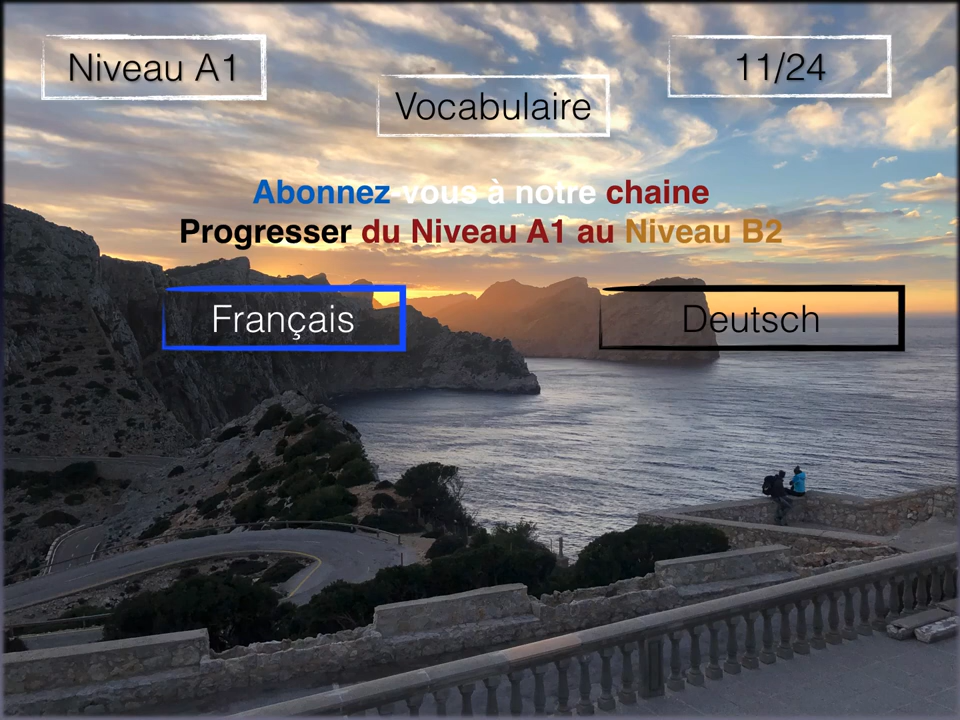 Niveau A1
11/24
Vocabulaire
Abonnez-vous à notre chaine
Progresser du Niveau A1 au Niveau B2
Français
Deutsch